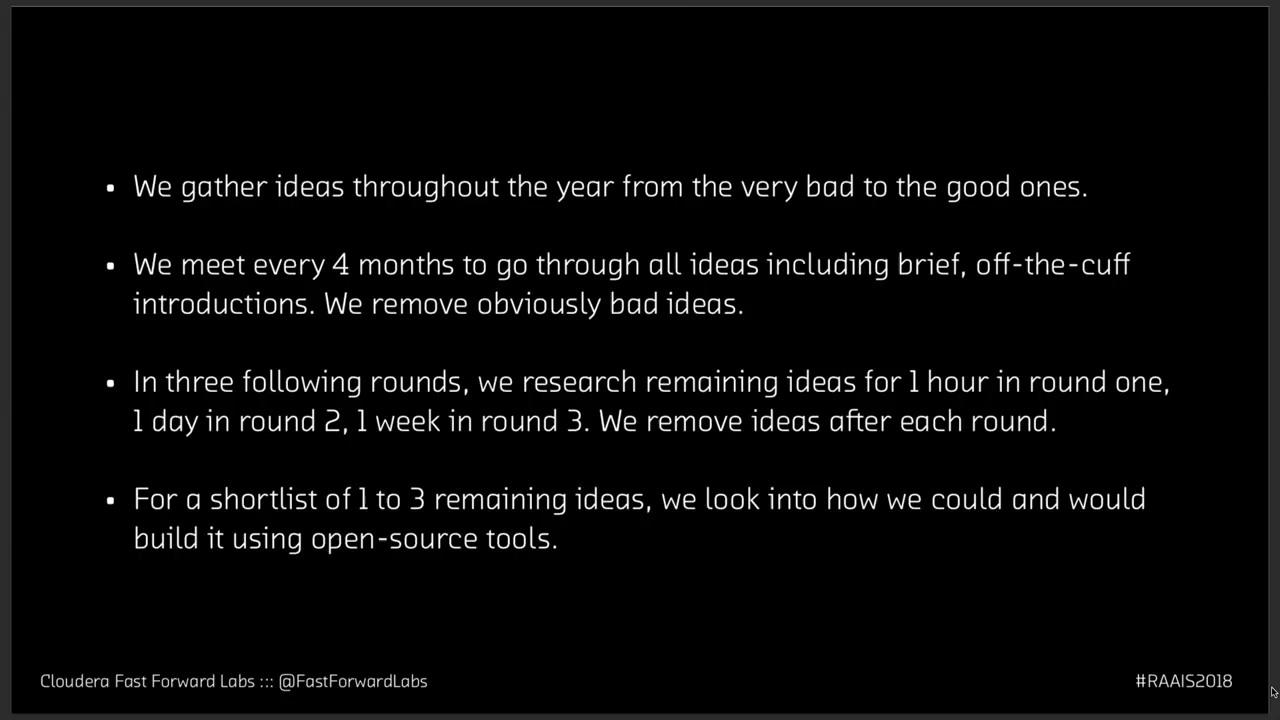 • We gather ideas throughout the year from the very bad to the good ones.
• We meet every 4 months to go through all ideas including brief, off-the-cuff
introductions. We remove obviously bad ideas.
• In three following rounds, we research remaining ideas for 1 hour in round one,
1 day in round 2, 1 week in round 3. We remove ideas after each round.
• For a shortlist of 1 to 3 remaining ideas, we look into how we could and would
build it using open-source tools.
Cloudera Fast Forward Labs ::: @FastForwardLabs
#RAAIS2018